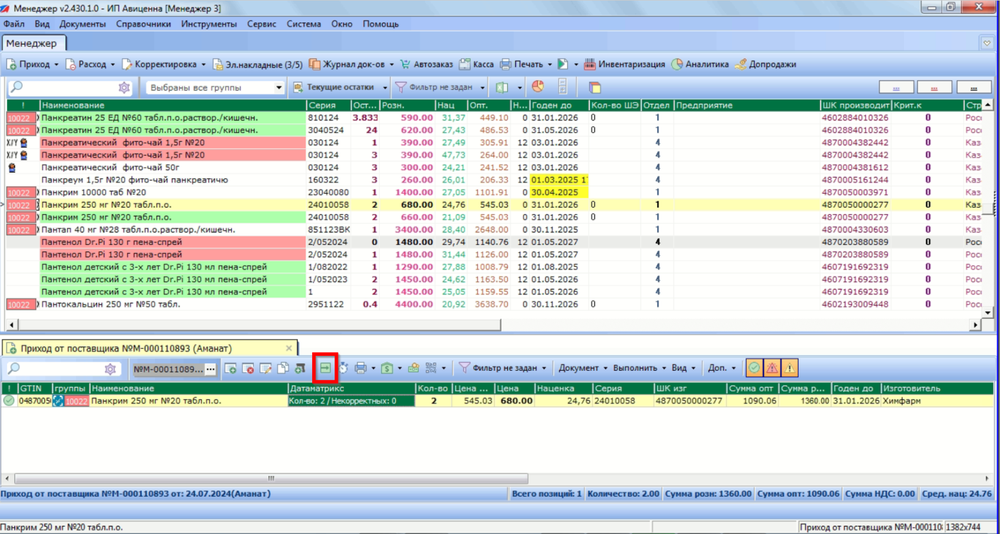 Менеджер v2.430.1.0 - ИП Авиценна [Менеджер 3]
Файл Вид Документы Справочники Инструменты Сервис Система Окно Помощь
Менеджер
Приход Расход Корректировка Эл.накладные (3/5) Журнал док-ов Автозаказ Касса Печать Инвентаризация Аналитика Допродажи
Выбраны все группы Текущие остатки Фильтр не задан ... ... ...
! Наименование Серия Ост... Розн. Нац Опт. Н... Годен до Кол-во ШЭ Отдел Предприятие ШК производит Крит.к Стр
10022 Панкреатин 25 ЕД №60 табл.п.о.раствор./кишечн. 810124 3.833 590.00 31,37 449.10 0 31.01.2026 0 1 4602884010326 0 Рос
10022 Панкреатин 25 ЕД №60 табл.п.о.раствор./кишечн. 3040524 24 620.00 27,43 486.53 0 31.05.2026 0 1 4602884010326 0 Рос
X/Y Панкреатический фито-чай 1,5г №20 030124 1 390.00 27,49 305.91 12 03.01.2026 4 4870004382442 0 Каз
X/Y Панкреатический фито-чай 1,5г №20 030124 3 390.00 47,73 264.00 12 03.01.2026 4 4870004382442 0 Каз
Панкреатический фито-чай 50г 030124 3 300.00 24,21 241.52 12 03.01.2026 4 4870004381612 0 Каз
Панкреум 1,5г №20 фито-чай панкреатичю 160322 3 260.00 26,01 206.33 12 01.03.2025 1 4 4870005161244 0 Каз
10022 Панкрим 10000 таб №20 23040080 1 1400.00 27,05 1101.91 0 30.04.2025 1 4870050003971 0 Каз
10022 Панкрим 250 мг №20 табл.п.о. 24010058 2 680.00 24,76 545.03 0 31.01.2026 0 1 4870050000277 0 Каз
10022 Панкрим 250 мг №20 табл.п.о. 24010058 2 660.00 21,09 545.03 0 31.01.2026 0 1 4870050000277 0 Каз
10022 Пантап 40 мг №28 табл.п.о.раствор./кишечн. 851123ВК 1 3400.00 28,40 2648.00 0 30.11.2025 1 4870004330603 0 Каз
Пантенол Dr.Pi 130 г пена-спрей 2/052024 0 1480.00 29,74 1140.76 12 01.05.2027 4 4870203880589 0 Рос
Пантенол Dr.Pi 130 г пена-спрей 2/052024 1 1480.00 31,44 1126.00 12 01.05.2027 4 4870203880589 0 Рос
Пантенол детский с 3-х лет Dr.Pi 130 мл пена-спрей 1/082022 1 1290.00 27,88 1008.79 12 01.08.2025 4 4607191692319 0 Рос
Пантенол детский с 3-х лет Dr.Pi 130 мл пена-спрей 1/052023 2 1450.00 24,62 1163.50 12 01.05.2026 4 4607191692319 0 Рос
Пантенол детский с 3-х лет Dr.Pi 130 мл пена-спрей 1 2 1450.00 25,05 1159.55 12 01.05.2026 4 4607191692319 0 Рос
10022 Пантокальцин 250 мг №50 табл. 2951122 0.4 4400.00 20,92 3638.70 0 30.11.2026 0 1 4602193009448 0 Рос
Приход от поставщика №М-000110893 (Аманат)
№М-00011089... ... Фильтр не задан Документ Выполнить Вид Доп.
! GTIN группы Наименование Датаматрикс Кол-во Цена ... Цена Наценка Серия ШК изг Сумма опт Сумма р... Годен до Изготовитель
0487005 10022 Панкрим 250 мг №20 табл.п.о. Кол-во: 2 / Некорректных: 0 2 545.03 680.00 24,76 24010058 4870050000277 1090.06 1360.00 31.01.2026 Химфарм
Приход от поставщика №М-000110893 от: 24.07.2024(Аманат) Всего позиций: 1 Количество: 2.00 Сумма розн: 1360.00 Сумма опт: 1090.06 Сумма НДС: 0.00 Сред. нац: 24.76
Панкрим 250 мг №20 табл.п.о. Приход от поставщика №М-000110 1382x744